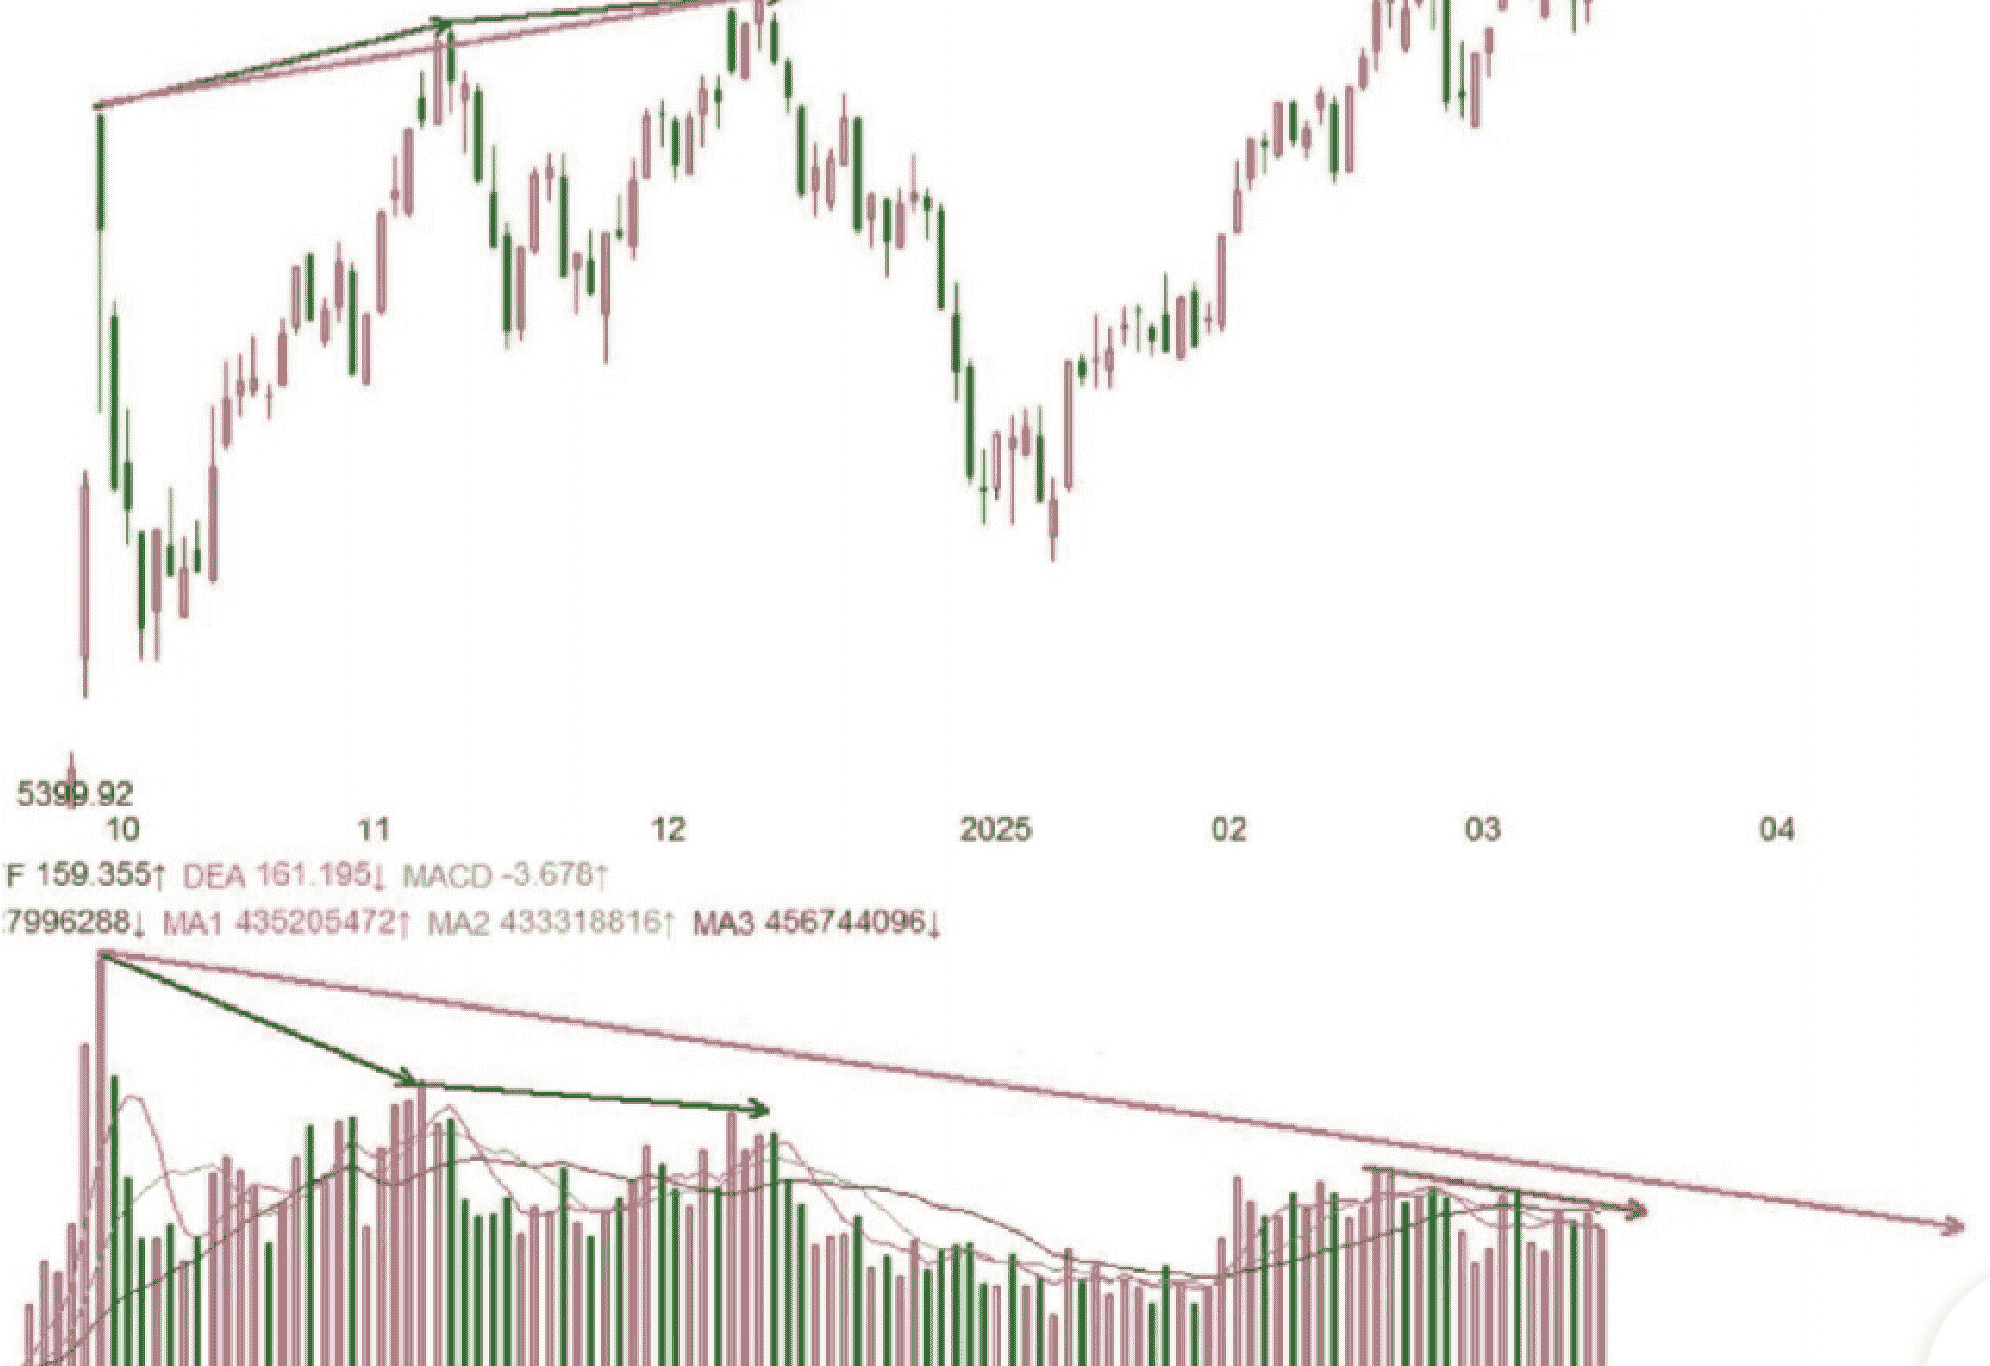 5399.92
10 11 12 2025 02 03 04
F 159.355↑ DEA 161.195↓ MACD -3.678↑
7996288↓ MA1 435205472↑ MA2 433318816↑ MA3 456744096↓